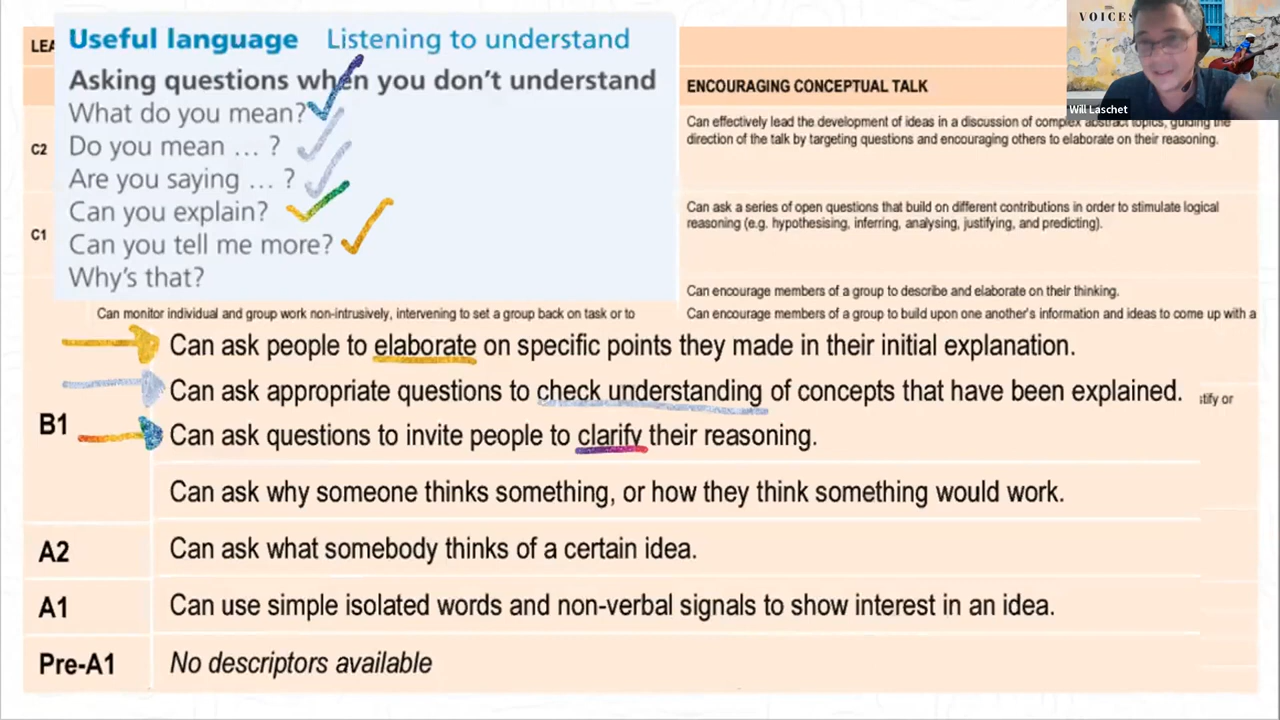 LEA
Useful language Listening to understand
Asking questions when you don't understand
What do you mean?
Do you mean … ?
Are you saying … ?
Can you explain?
Can you tell me more?
Why's that?
VOICES
Will Laschet
ENCOURAGING CONCEPTUAL TALK
C2
Can effectively lead the development of ideas in a discussion of complex abstract topics, guiding the
direction of the talk by targeting questions and encouraging others to elaborate on their reasoning.
C1
Can ask a series of open questions that build on different contributions in order to stimulate logical
reasoning (e.g. hypothesising, inferring, analysing, justifying, and predicting).
Can encourage members of a group to describe and elaborate on their thinking.
Can monitor individual and group work non-intrusively, intervening to set a group back on task or to
Can encourage members of a group to build upon one another's information and ideas to come up with a
B1
Can ask people to elaborate on specific points they made in their initial explanation.
Can ask appropriate questions to check understanding of concepts that have been explained.
stify or
Can ask questions to invite people to clarify their reasoning.
Can ask why someone thinks something, or how they think something would work.
A2
Can ask what somebody thinks of a certain idea.
A1
Can use simple isolated words and non-verbal signals to show interest in an idea.
Pre-A1
No descriptors available